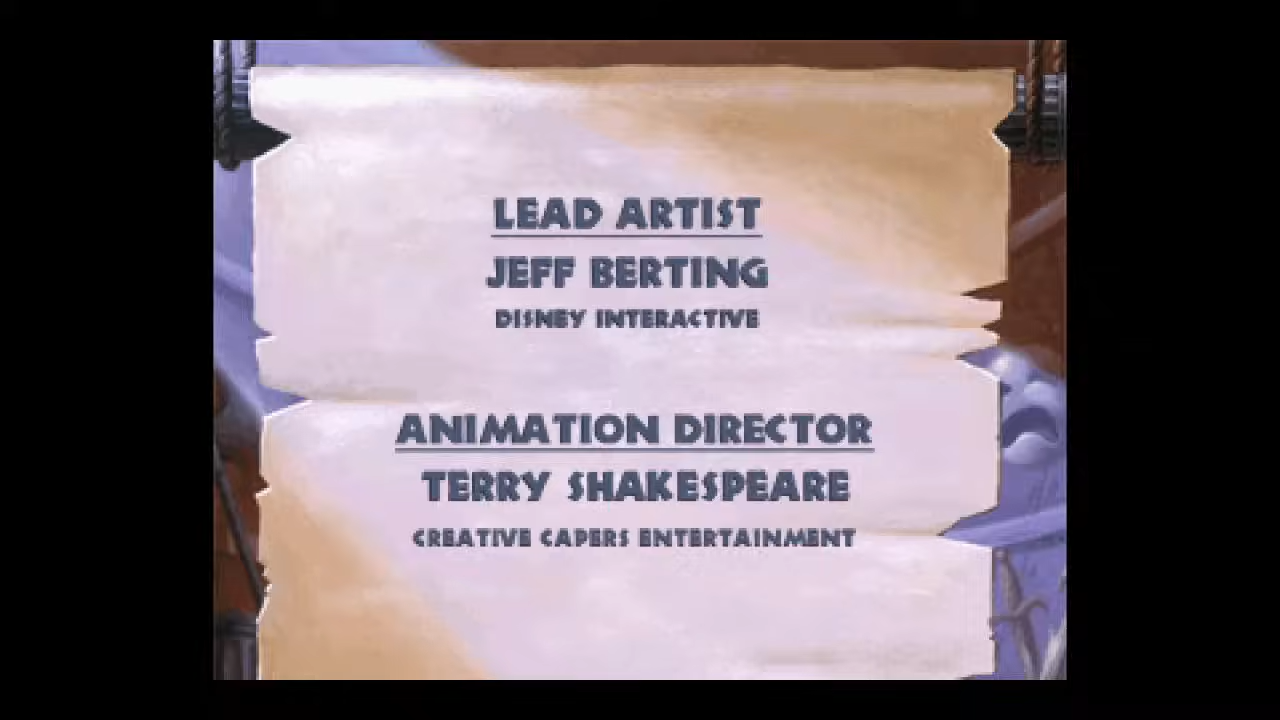 LEAD ARTIST
JEFF BERTING
DISNEY INTERACTIVE
ANIMATION DIRECTOR
TERRY SHAKESPEARE
CREATIVE CAPERS ENTERTAINMENT